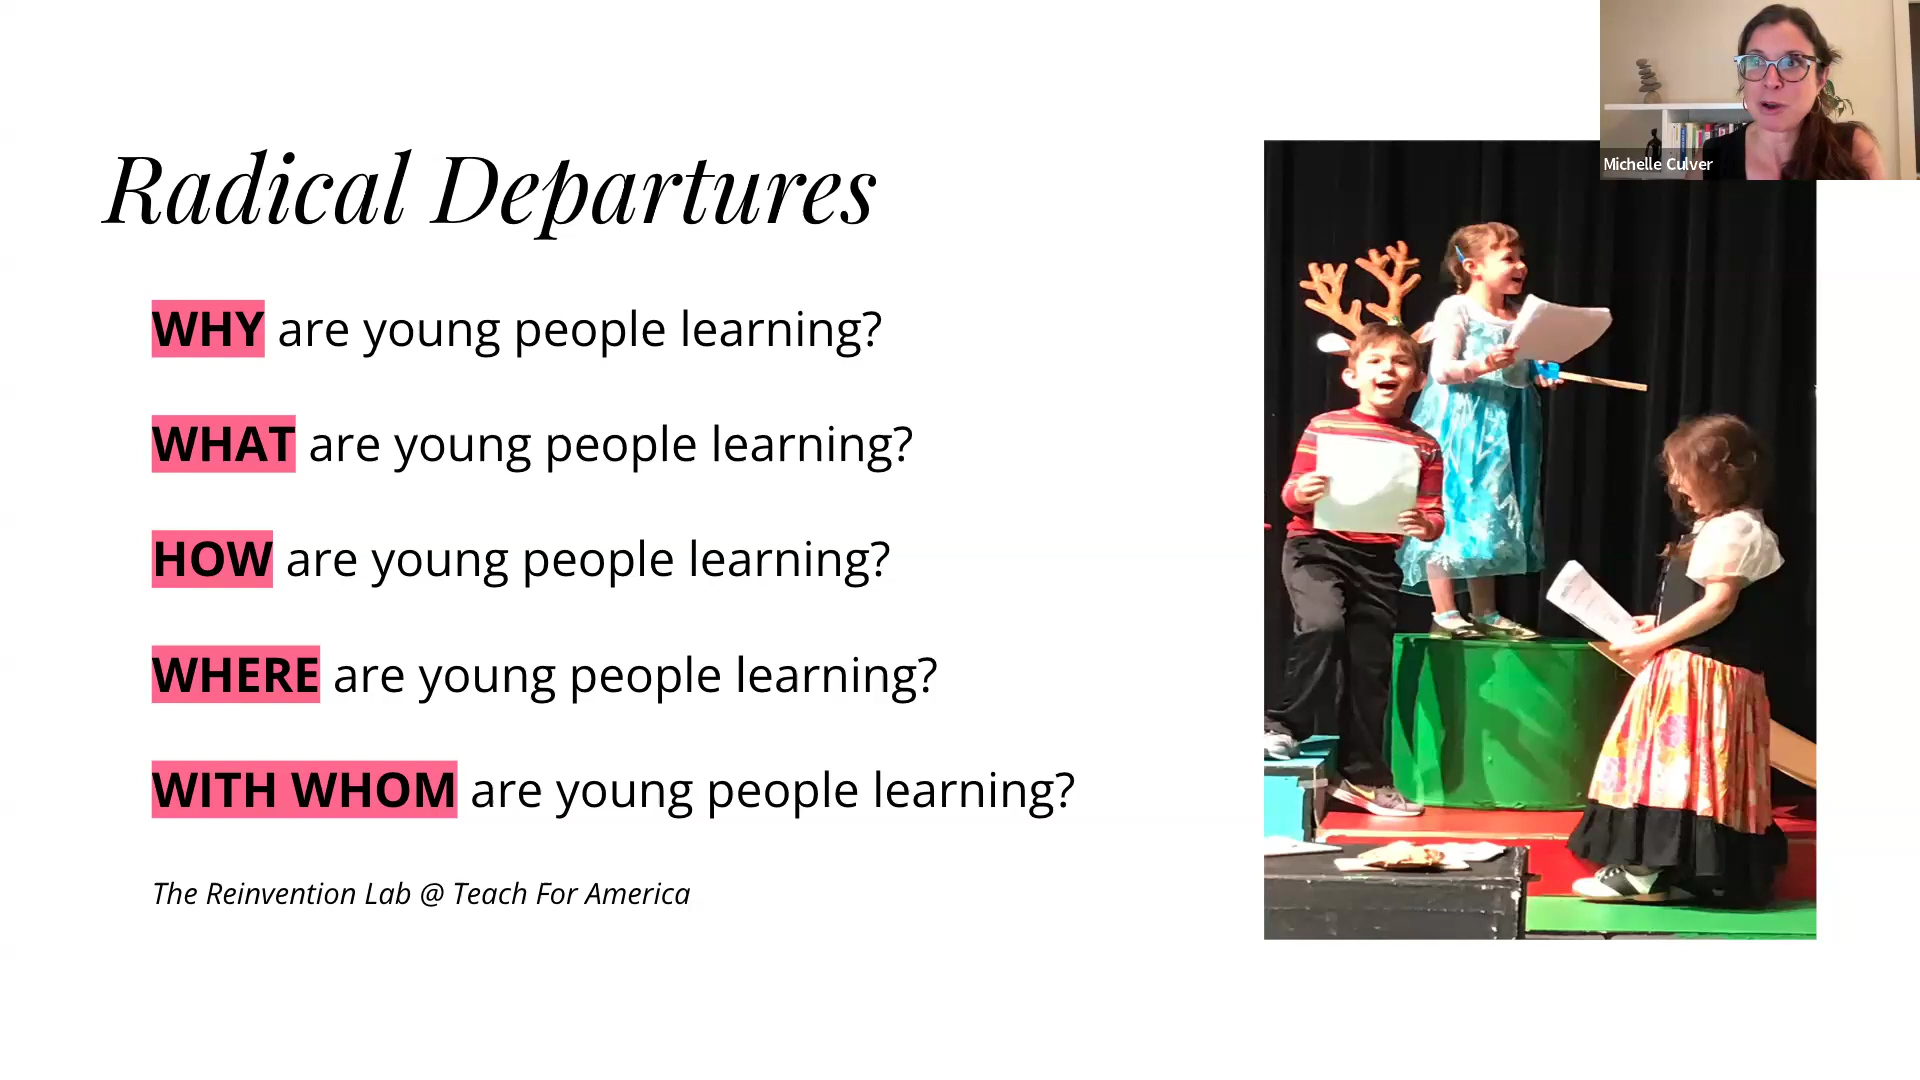 Michelle Culver
Radical Departures
WHY are young people learning?
WHAT are young people learning?
HOW are young people learning?
WHERE are young people learning?
WITH WHOM are young people learning?
The Reinvention Lab @ Teach For America